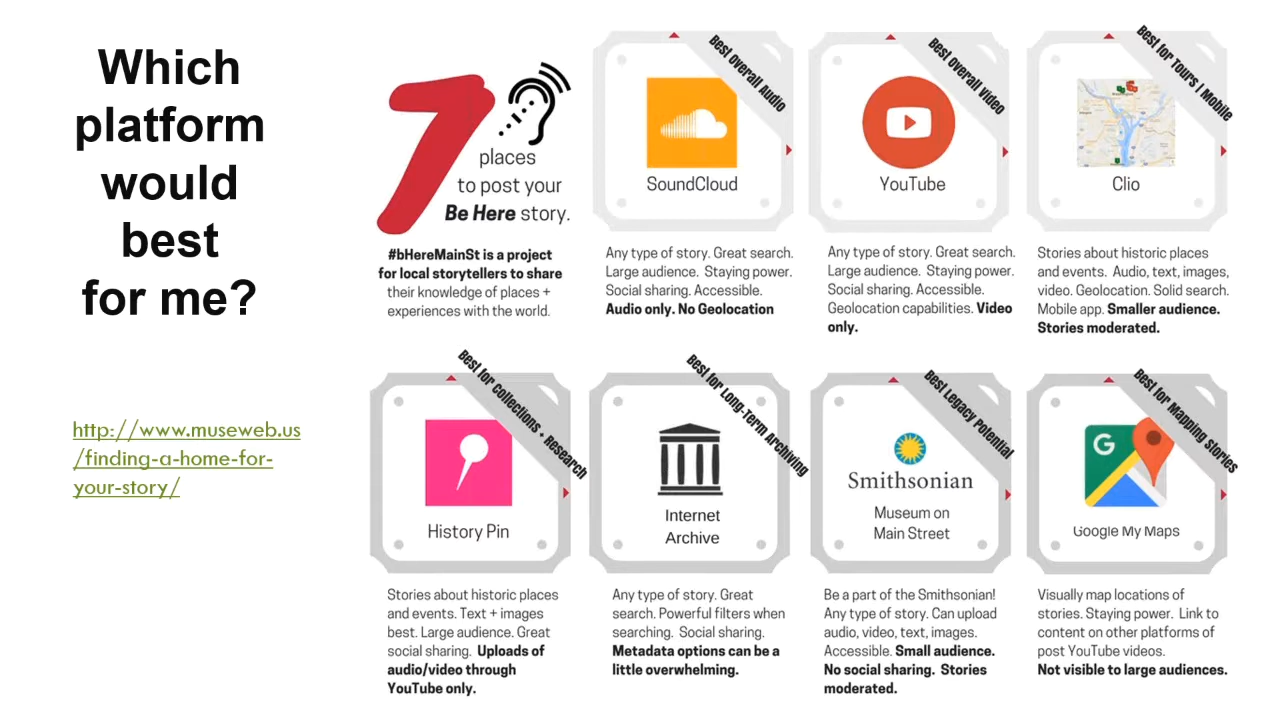 Which
platform
would
best
for me?
http://www.museweb.us
/finding-a-home-for-
your-story/
7
places
to post your
Be Here story.
#bHereMainSt is a project
for local storytellers to share
their knowledge of places +
experiences with the world.
Best Overall Audio
SoundCloud
Any type of story. Great search.
Large audience. Staying power.
Social sharing. Accessible.
Audio only. No Geolocation
Best Overall Video
YouTube
Any type of story. Great search.
Large audience. Staying power.
Social sharing. Accessible.
Geolocation capabilities. Video
only.
Best for Tours | Mobile
Clio
Stories about historic places
and events. Audio, text, images,
video. Geolocation. Solid search.
Mobile app. Smaller audience.
Stories moderated.
Best for Collections + Research
History Pin
Stories about historic places
and events. Text + images
best. Large audience. Great
social sharing. Uploads of
audio/video through
YouTube only.
Best for Long-Term Archiving
Internet
Archive
Any type of story. Great
search. Powerful filters when
searching. Social sharing.
Metadata options can be a
little overwhelming.
Best Legacy Potential
Smithsonian
Museum on
Main Street
Be a part of the Smithsonian!
Any type of story. Can upload
audio, video, text, images.
Accessible. Small audience.
No social sharing. Stories
moderated.
Best for Mapping Stories
G
Google My Maps
Visually map locations of
stories. Staying power. Link to
content on other platforms of
post YouTube videos.
Not visible to large audiences.